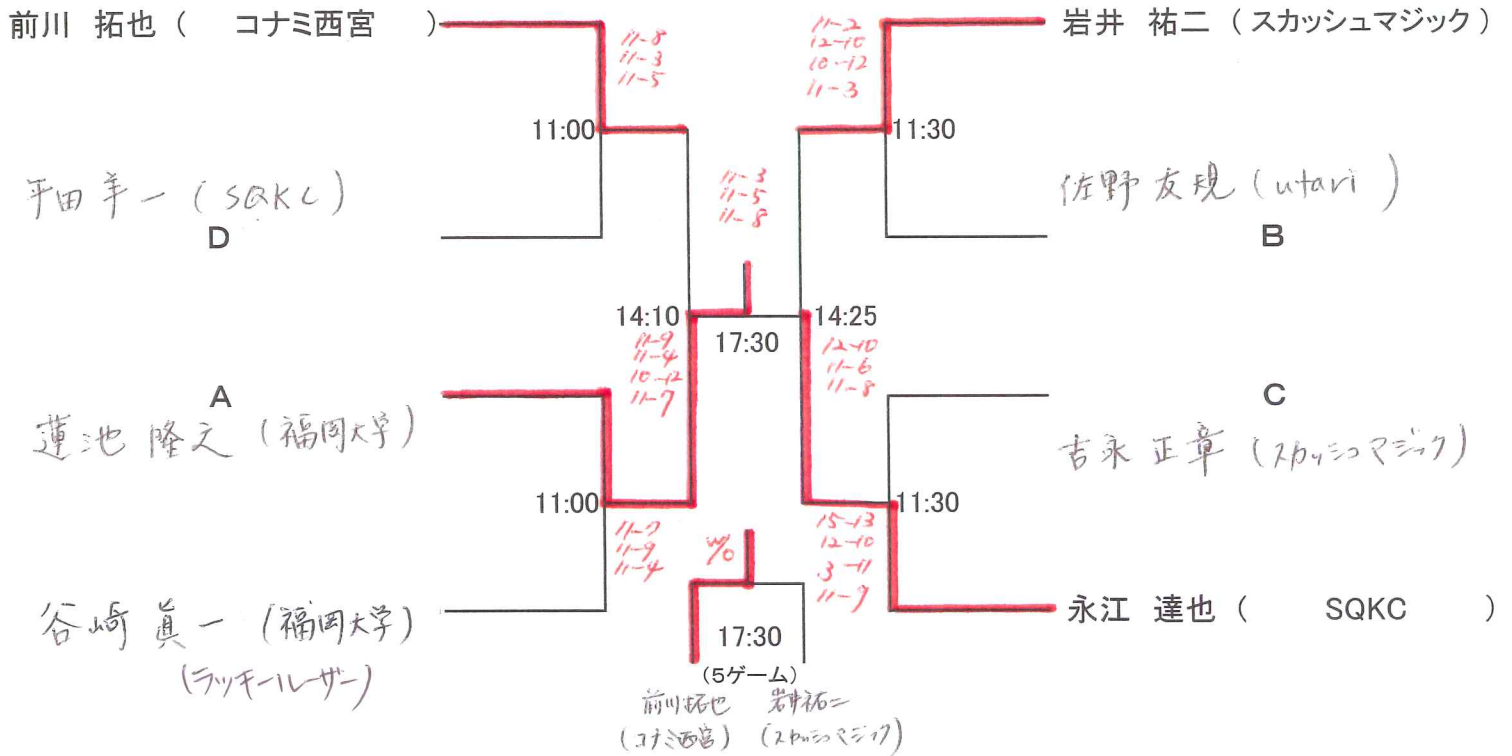 前川 拓也 ( コナミ西宮 )
岩井 祐二 ( スカッシュマジック )
11-8
11-3
11-5
11-2
12-10
10-12
11-3
11:00
11:30
平田 羊一 ( SQKC )
D
11-3
11-5
11-8
佐野 友規 ( utari )
B
14:10
17:30
14:25
11-9
11-4
10-12
11-7
12-10
11-6
11-8
A
蓮池 隆之 (福岡大学)
C
吉永 正章 (スカッシュマジック)
11:00
11:30
11-7
11-9
11-4
W/O
15-13
12-10
3-11
11-7
谷崎 眞一 (福岡大学)
(ラッキールーザー)
永江 達也 ( SQKC )
17:30
(5ゲーム)
前川拓也 岩井祐二
(コナミ西宮) (スカッシュマジック)